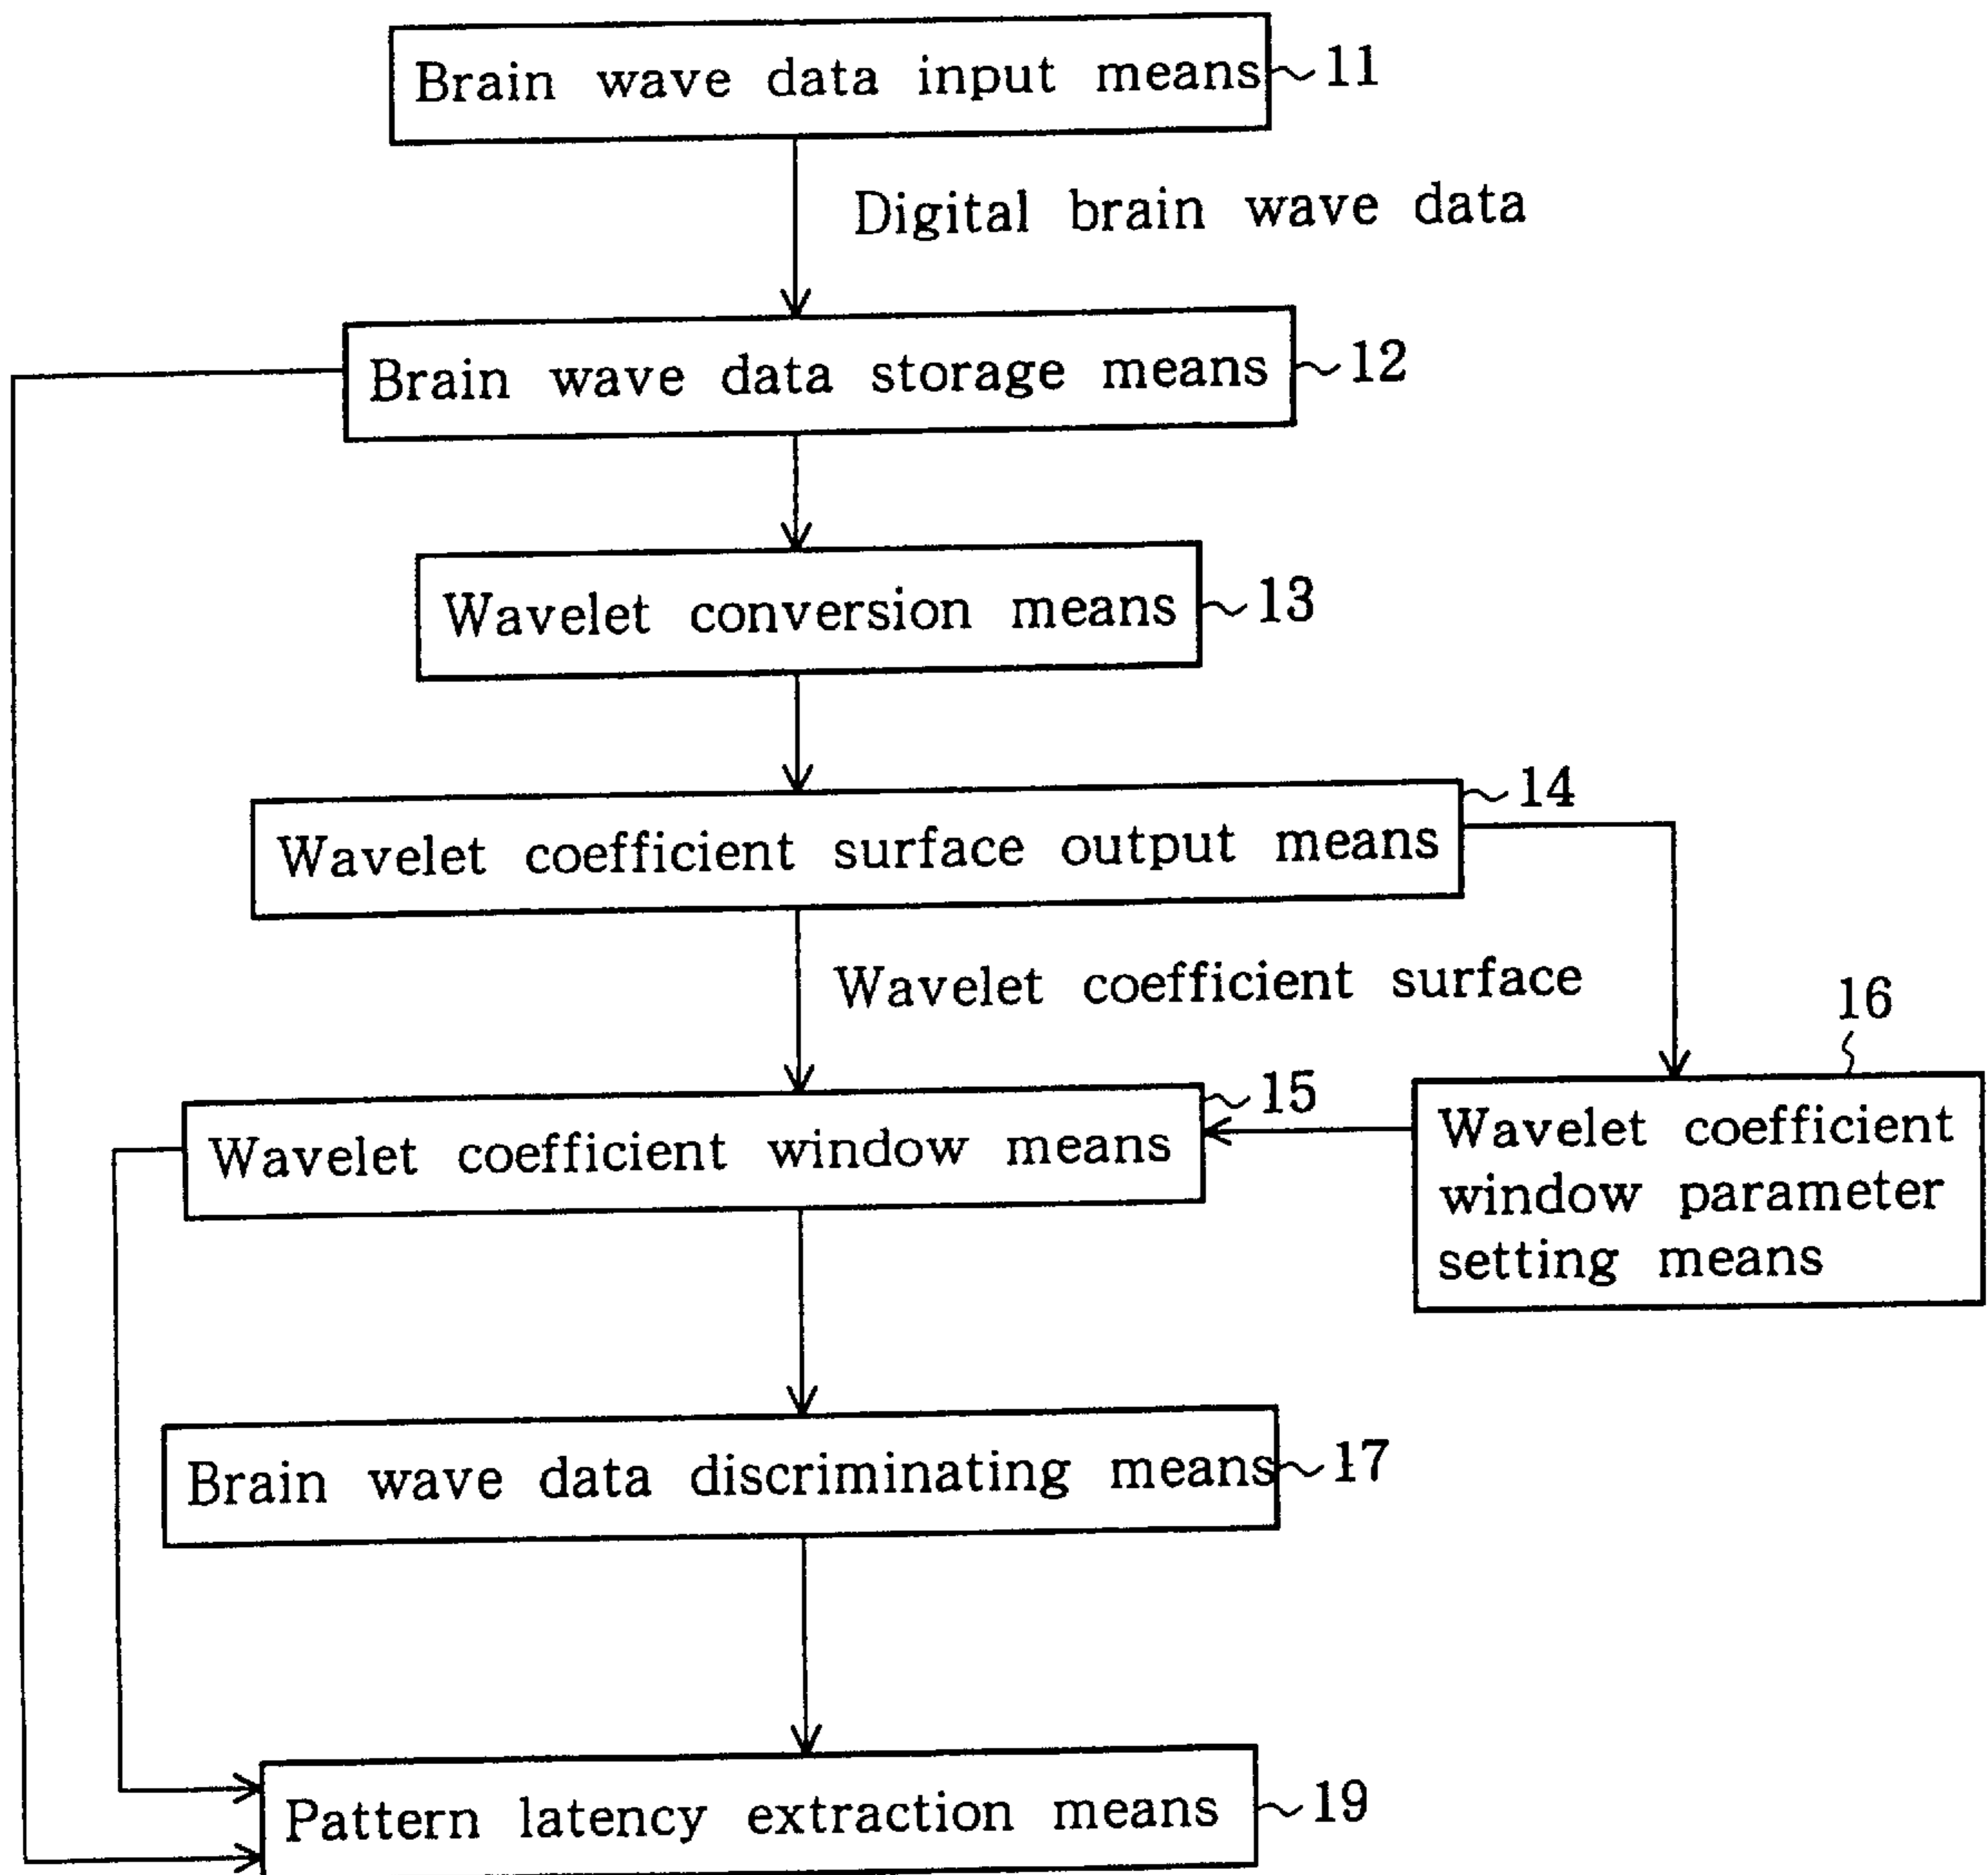 Brain wave data input means 11
Digital brain wave data
Brain wave data storage means 12
Wavelet conversion means 13
Wavelet coefficient surface output means 14
Wavelet coefficient surface
16
Wavelet coefficient window means 15
Wavelet coefficient
window parameter
setting means
Brain wave data discriminating means 17
Pattern latency extraction means 19